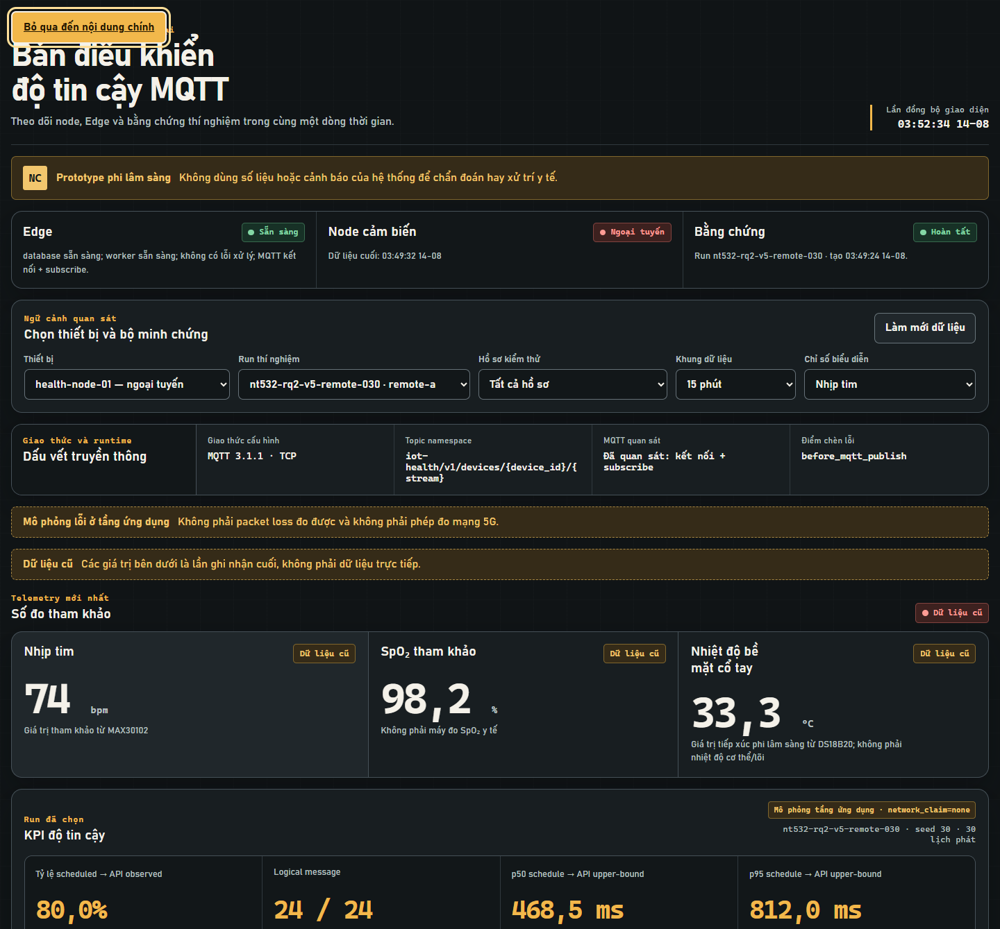 Bỏ qua đến nội dung chính
Bàn điều khiển
độ tin cậy MQTT
Theo dõi node, Edge và bằng chứng thí nghiệm trong cùng một dòng thời gian.
Lần đồng bộ giao diện
03:52:34 14-08
NC Prototype phi lâm sàng Không dùng số liệu hoặc cảnh báo của hệ thống để chẩn đoán hay xử trí y tế.
Edge
Sẵn sàng
database sẵn sàng; worker sẵn sàng; không có lỗi xử lý; MQTT kết
nối + subscribe.
Node cảm biến
Ngoại tuyến
Dữ liệu cuối: 03:49:32 14-08
Bằng chứng
Hoàn tất
Run nt532-rq2-v5-remote-030 · tạo 03:49:24 14-08.
Ngữ cảnh quan sát
Chọn thiết bị và bộ minh chứng
Làm mới dữ liệu
Thiết bị
health-node-01 — ngoại tuyến
Run thí nghiệm
nt532-rq2-v5-remote-030 · remote-a
Hồ sơ kiểm thử
Tất cả hồ sơ
Khung dữ liệu
15 phút
Chỉ số biểu diễn
Nhịp tim
Giao thức và runtime
Dấu vết truyền thông
Giao thức cấu hình
MQTT 3.1.1 · TCP
Topic namespace
iot-
health/v1/devices/{device_id}/{
stream}
MQTT quan sát
Đã quan sát: kết nối +
subscribe
Điểm chèn lỗi
before_mqtt_publish
Mô phỏng lỗi ở tầng ứng dụng Không phải packet loss đo được và không phải phép đo mạng 5G.
Dữ liệu cũ Các giá trị bên dưới là lần ghi nhận cuối, không phải dữ liệu trực tiếp.
Telemetry mới nhất
Số đo tham khảo
Dữ liệu cũ
Nhịp tim
Dữ liệu cũ
74 bpm
Giá trị tham khảo từ MAX30102
SpO₂ tham khảo
Dữ liệu cũ
98,2 %
Không phải máy đo SpO₂ y tế
Nhiệt độ bề
mặt cổ tay
Dữ liệu cũ
33,3 °C
Giá trị tiếp xúc phi lâm sàng từ DS18B20; không phải
nhiệt độ cơ thể/lõi
Run đã chọn
KPI độ tin cậy
Mô phỏng tầng ứng dụng · network_claim=none
nt532-rq2-v5-remote-030 · seed 30 · 30
lịch phát
Tỷ lệ scheduled → API observed
80,0%
Logical message
24 / 24
p50 schedule → API upper-bound
468,5 ms
p95 schedule → API upper-bound
812,0 ms